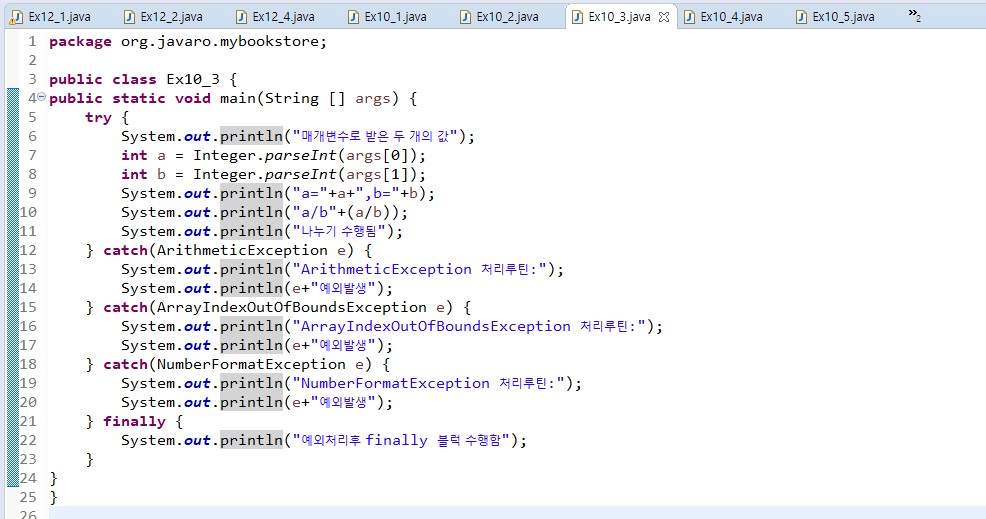 Ex12_1.java Ex12_2.java Ex12_4.java Ex10_1.java Ex10_2.java Ex10_3.java Ex10_4.java Ex10_5.java »2
1 package org.javaro.mybookstore;
2
3 public class Ex10_3 {
4 public static void main(String [] args) {
5     try {
6         System.out.println("매개변수로 받은 두 개의 값");
7         int a = Integer.parseInt(args[0]);
8         int b = Integer.parseInt(args[1]);
9         System.out.println("a="+a+",b="+b);
10         System.out.println("a/b"+(a/b));
11         System.out.println("나누기 수행됨");
12     } catch(ArithmeticException e) {
13         System.out.println("ArithmeticException 처리루틴:");
14         System.out.println(e+"예외발생");
15     } catch(ArrayIndexOutOfBoundsException e) {
16         System.out.println("ArrayIndexOutOfBoundsException 처리루틴:");
17         System.out.println(e+"예외발생");
18     } catch(NumberFormatException e) {
19         System.out.println("NumberFormatException 처리루틴:");
20         System.out.println(e+"예외발생");
21     } finally {
22         System.out.println("예외처리후 finally 블럭 수행함");
23     }
24 }
25 }
26